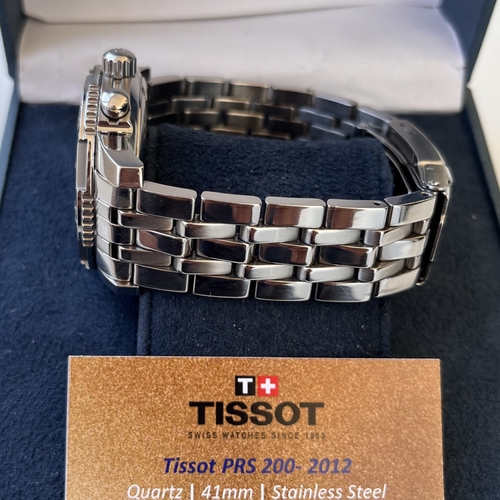 TISSOT
SWISS WATCHES SINCE 1853
Tissot PRS 200- 2012
Quartz | 41mm | Stainless Steel